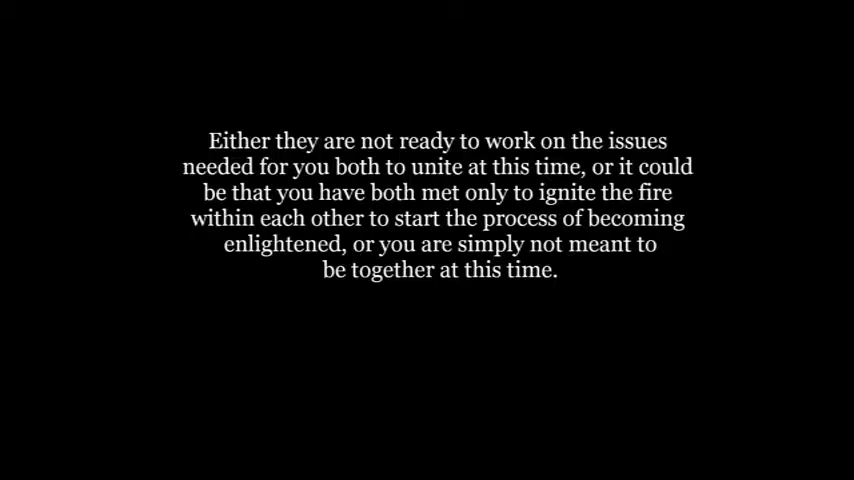 Either they are not ready to work on the issues
needed for you both to unite at this time, or it could
be that you have both met only to ignite the fire
within each other to start the process of becoming
enlightened, or you are simply not meant to
be together at this time.